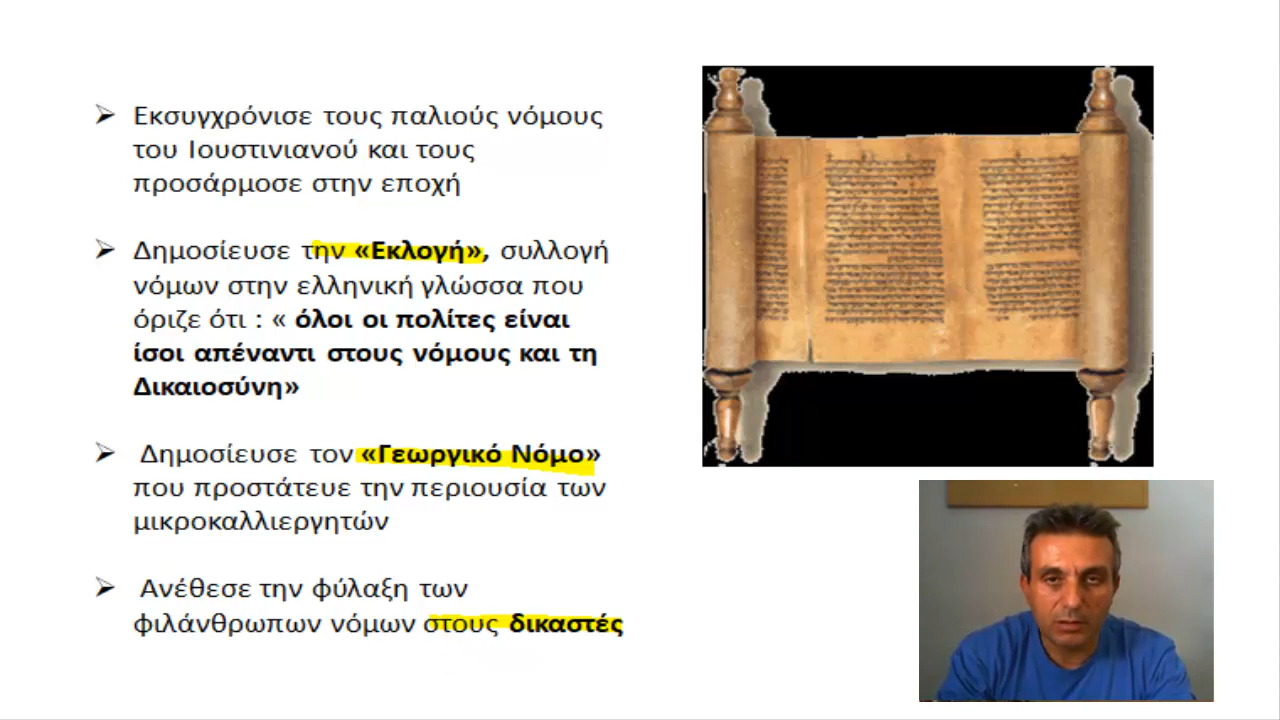 Εκσυγχρόνισε τους παλιούς νόμους
του Ιουστινιανού και τους
προσάρμοσε στην εποχή
Δημοσίευσε την «Εκλογή», συλλογή
νόμων στην ελληνική γλώσσα που
όριζε ότι : « όλοι οι πολίτες είναι
ίσοι απέναντι στους νόμους και τη
Δικαιοσύνη»
Δημοσίευσε τον «Γεωργικό Νόμο»
που προστάτευε την περιουσία των
μικροκαλλιεργητών
Ανέθεσε την φύλαξη των
φιλάνθρωπων νόμων στους δικαστές